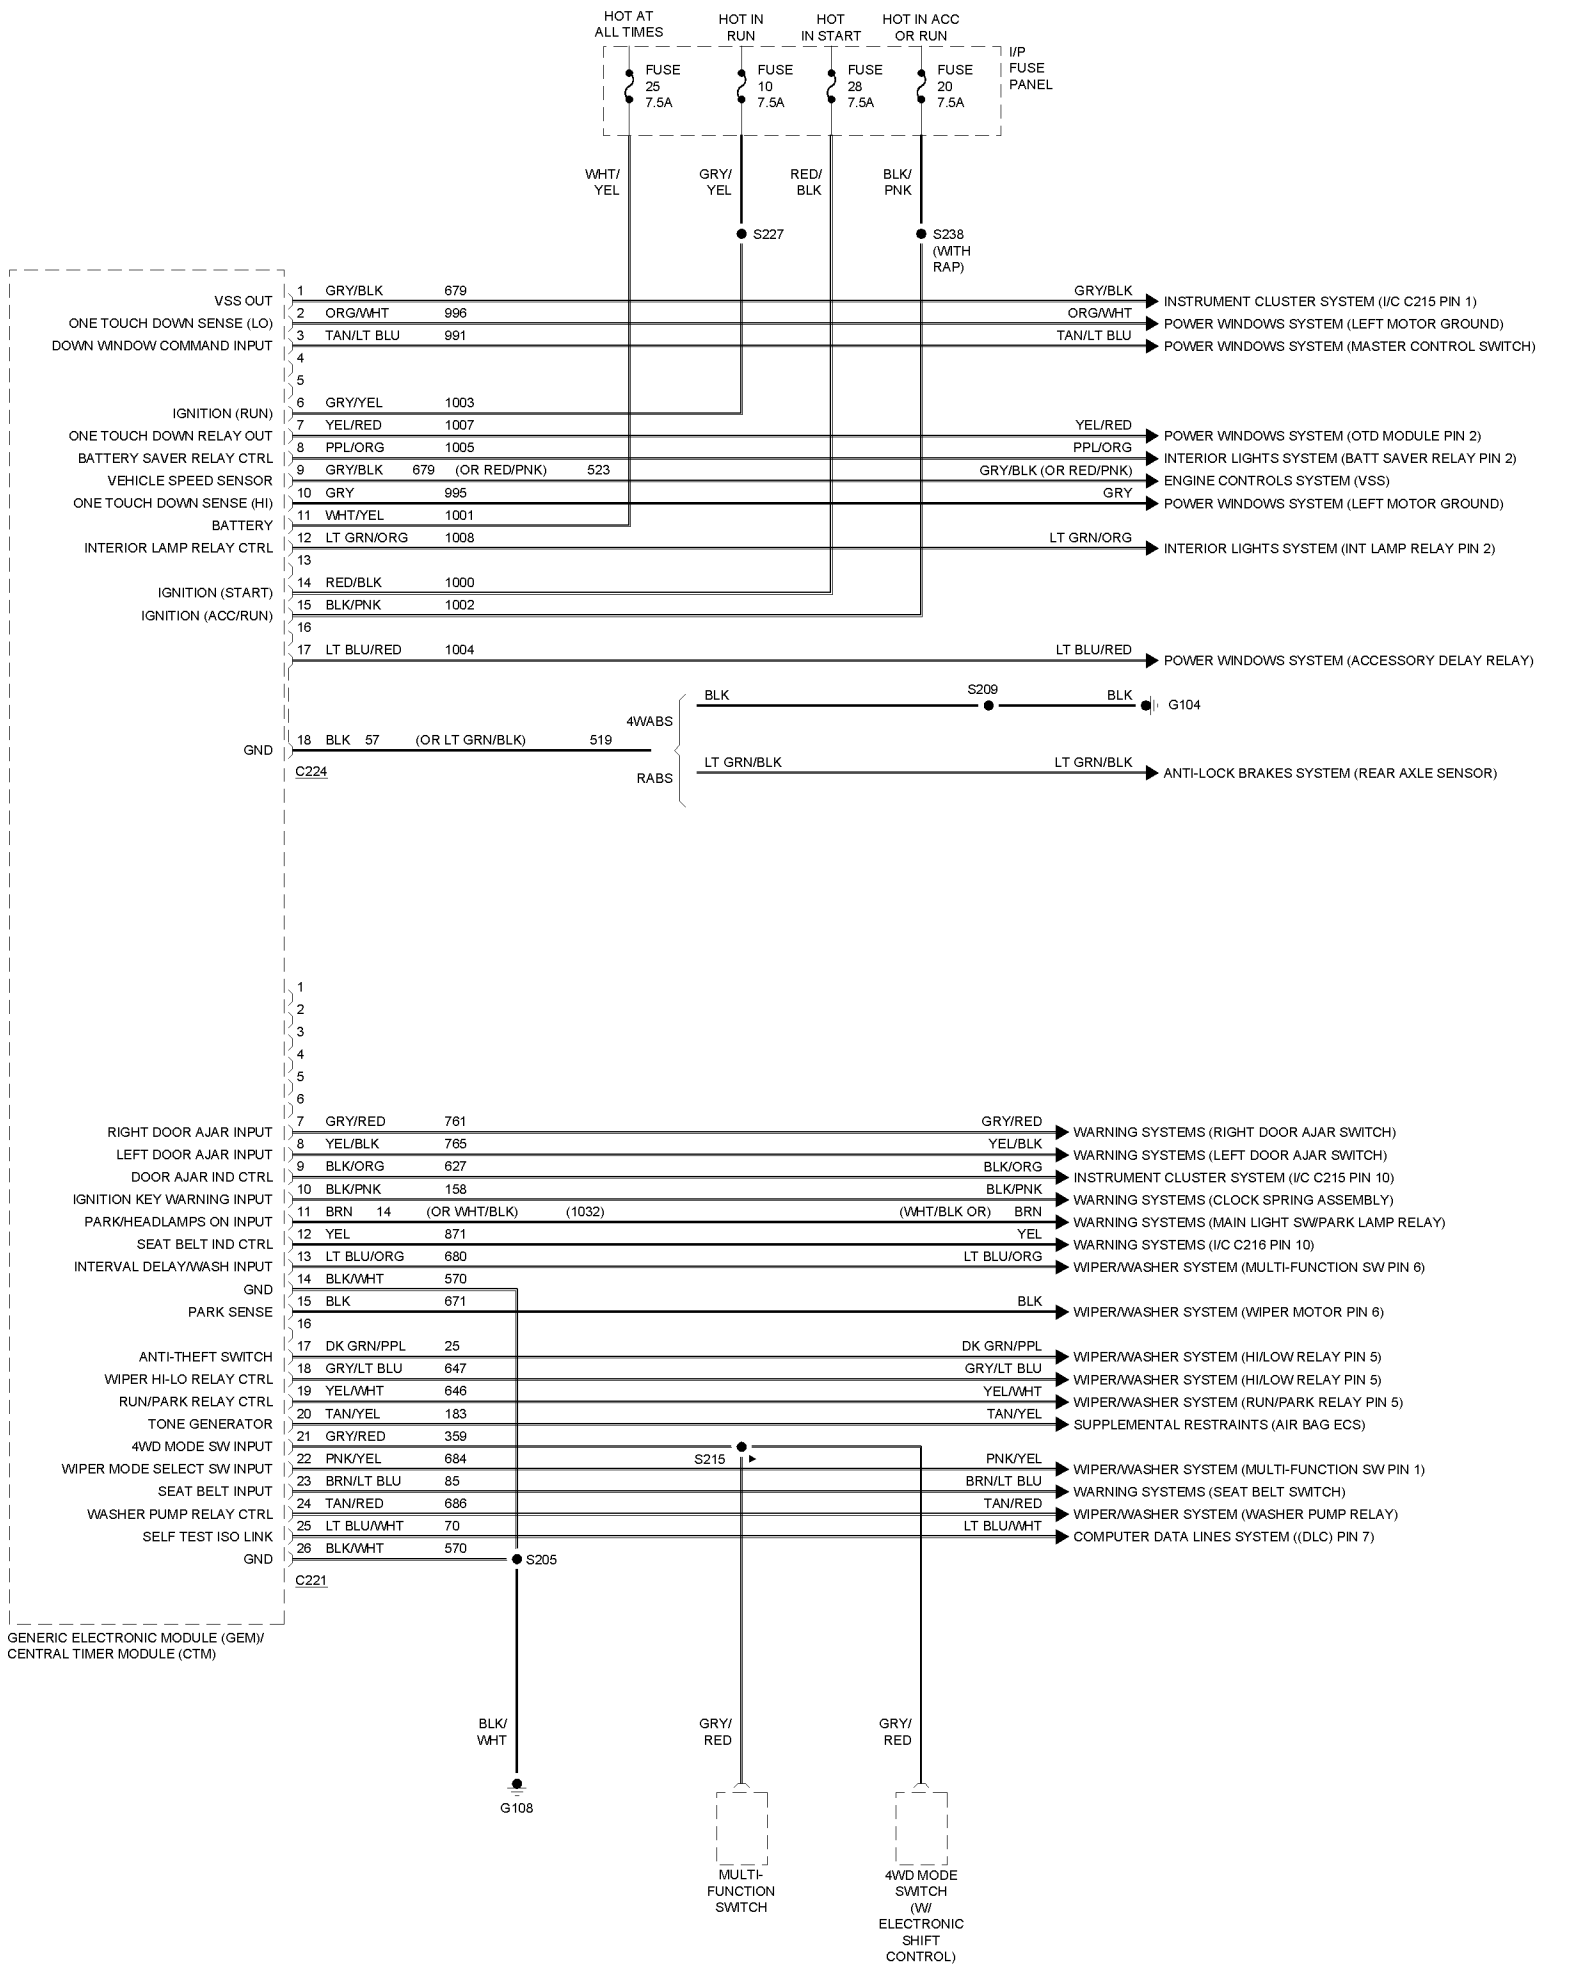 HOT AT
ALL TIMES
HOT IN
RUN
HOT
IN START
HOT IN ACC
OR RUN
I/P
FUSE
PANEL
FUSE
25
7.5A
FUSE
10
7.5A
FUSE
28
7.5A
FUSE
20
7.5A
WHT/
YEL
GRY/
YEL
RED/
BLK
BLK/
PNK
S227
S238
(WITH
RAP)
VSS OUT 1 GRY/BLK 679 GRY/BLK INSTRUMENT CLUSTER SYSTEM (I/C C215 PIN 1)
ONE TOUCH DOWN SENSE (LO) 2 ORG/WHT 996 ORG/WHT POWER WINDOWS SYSTEM (LEFT MOTOR GROUND)
DOWN WINDOW COMMAND INPUT 3 TAN/LT BLU 991 TAN/LT BLU POWER WINDOWS SYSTEM (MASTER CONTROL SWITCH)
4
5
IGNITION (RUN) 6 GRY/YEL 1003
ONE TOUCH DOWN RELAY OUT 7 YEL/RED 1007 YEL/RED POWER WINDOWS SYSTEM (OTD MODULE PIN 2)
BATTERY SAVER RELAY CTRL 8 PPL/ORG 1005 PPL/ORG INTERIOR LIGHTS SYSTEM (BATT SAVER RELAY PIN 2)
VEHICLE SPEED SENSOR 9 GRY/BLK 679 (OR RED/PNK) 523 GRY/BLK (OR RED/PNK) ENGINE CONTROLS SYSTEM (VSS)
ONE TOUCH DOWN SENSE (HI) 10 GRY 995 GRY POWER WINDOWS SYSTEM (LEFT MOTOR GROUND)
BATTERY 11 WHT/YEL 1001
INTERIOR LAMP RELAY CTRL 12 LT GRN/ORG 1008 LT GRN/ORG INTERIOR LIGHTS SYSTEM (INT LAMP RELAY PIN 2)
13
IGNITION (START) 14 RED/BLK 1000
IGNITION (ACC/RUN) 15 BLK/PNK 1002
16
17 LT BLU/RED 1004 LT BLU/RED POWER WINDOWS SYSTEM (ACCESSORY DELAY RELAY)
4WABS BLK S209 BLK G104
GND 18 BLK 57 (OR LT GRN/BLK) 519
C224
RABS LT GRN/BLK LT GRN/BLK ANTI-LOCK BRAKES SYSTEM (REAR AXLE SENSOR)
1
2
3
4
5
6
RIGHT DOOR AJAR INPUT 7 GRY/RED 761 GRY/RED WARNING SYSTEMS (RIGHT DOOR AJAR SWITCH)
LEFT DOOR AJAR INPUT 8 YEL/BLK 765 YEL/BLK WARNING SYSTEMS (LEFT DOOR AJAR SWITCH)
DOOR AJAR IND CTRL 9 BLK/ORG 627 BLK/ORG INSTRUMENT CLUSTER SYSTEM (I/C C215 PIN 10)
IGNITION KEY WARNING INPUT 10 BLK/PNK 158 BLK/PNK WARNING SYSTEMS (CLOCK SPRING ASSEMBLY)
PARK/HEADLAMPS ON INPUT 11 BRN 14 (OR WHT/BLK) (1032) (WHT/BLK OR) BRN WARNING SYSTEMS (MAIN LIGHT SW/PARK LAMP RELAY)
SEAT BELT IND CTRL 12 YEL 871 YEL WARNING SYSTEMS (I/C C216 PIN 10)
INTERVAL DELAY/WASH INPUT 13 LT BLU/ORG 680 LT BLU/ORG WIPER/WASHER SYSTEM (MULTI-FUNCTION SW PIN 6)
GND 14 BLK/WHT 570
PARK SENSE 15 BLK 671 BLK WIPER/WASHER SYSTEM (WIPER MOTOR PIN 6)
16
ANTI-THEFT SWITCH 17 DK GRN/PPL 25 DK GRN/PPL WIPER/WASHER SYSTEM (HI/LOW RELAY PIN 5)
WIPER HI-LO RELAY CTRL 18 GRY/LT BLU 647 GRY/LT BLU WIPER/WASHER SYSTEM (HI/LOW RELAY PIN 5)
RUN/PARK RELAY CTRL 19 YEL/WHT 646 YEL/WHT WIPER/WASHER SYSTEM (RUN/PARK RELAY PIN 5)
TONE GENERATOR 20 TAN/YEL 183 TAN/YEL SUPPLEMENTAL RESTRAINTS (AIR BAG ECS)
4WD MODE SW INPUT 21 GRY/RED 359
S215
WIPER MODE SELECT SW INPUT 22 PNK/YEL 684 PNK/YEL WIPER/WASHER SYSTEM (MULTI-FUNCTION SW PIN 1)
SEAT BELT INPUT 23 BRN/LT BLU 85 BRN/LT BLU WARNING SYSTEMS (SEAT BELT SWITCH)
WASHER PUMP RELAY CTRL 24 TAN/RED 686 TAN/RED WIPER/WASHER SYSTEM (WASHER PUMP RELAY)
SELF TEST ISO LINK 25 LT BLU/WHT 70 LT BLU/WHT COMPUTER DATA LINES SYSTEM ((DLC) PIN 7)
GND 26 BLK/WHT 570 S205
C221
GENERIC ELECTRONIC MODULE (GEM)/
CENTRAL TIMER MODULE (CTM)
BLK/
WHT
GRY/
RED
GRY/
RED
G108
MULTI-
FUNCTION
SWITCH
4WD MODE
SWITCH
(W/
ELECTRONIC
SHIFT
CONTROL)